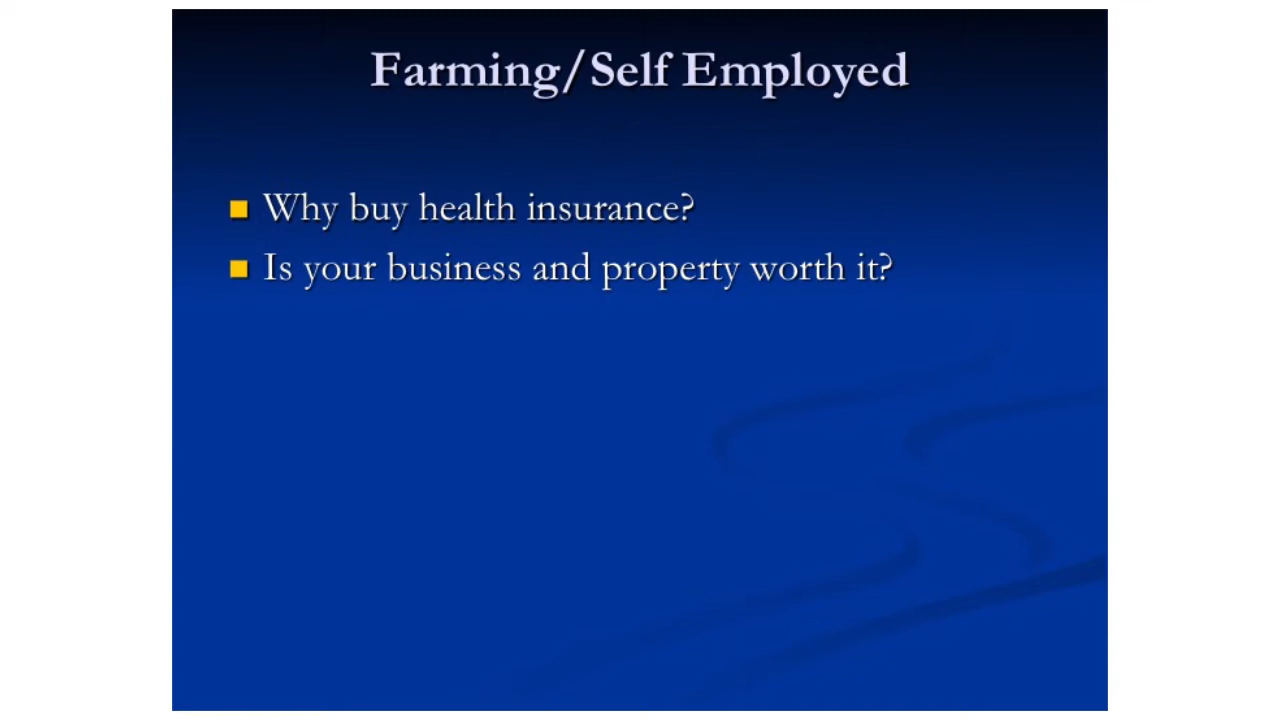 Farming/Self Employed
Why buy health insurance?
Is your business and property worth it?